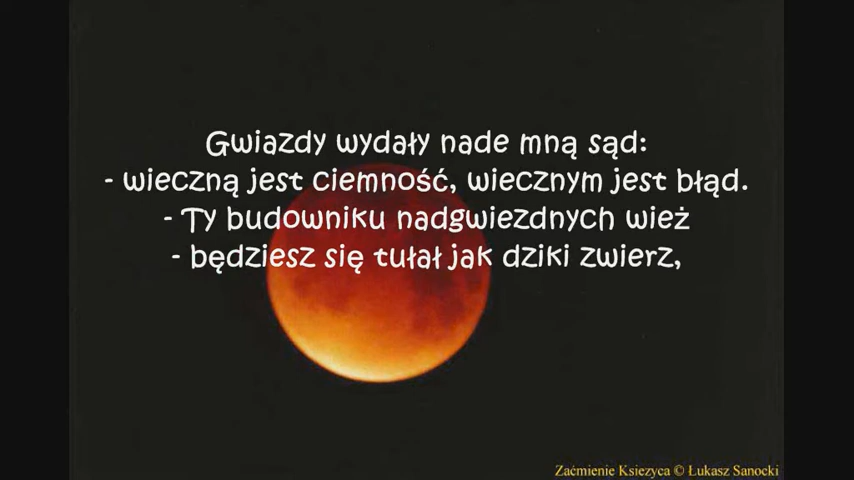 Gwiazdy wydały nade mną sąd:
- wieczną jest ciemność, wiecznym jest błąd.
- Ty budowniku nadgwiezdnych wież
- będziesz się tułał jak dziki zwierz,
Zaćmienie Ksiezyca © Łukasz Sanocki